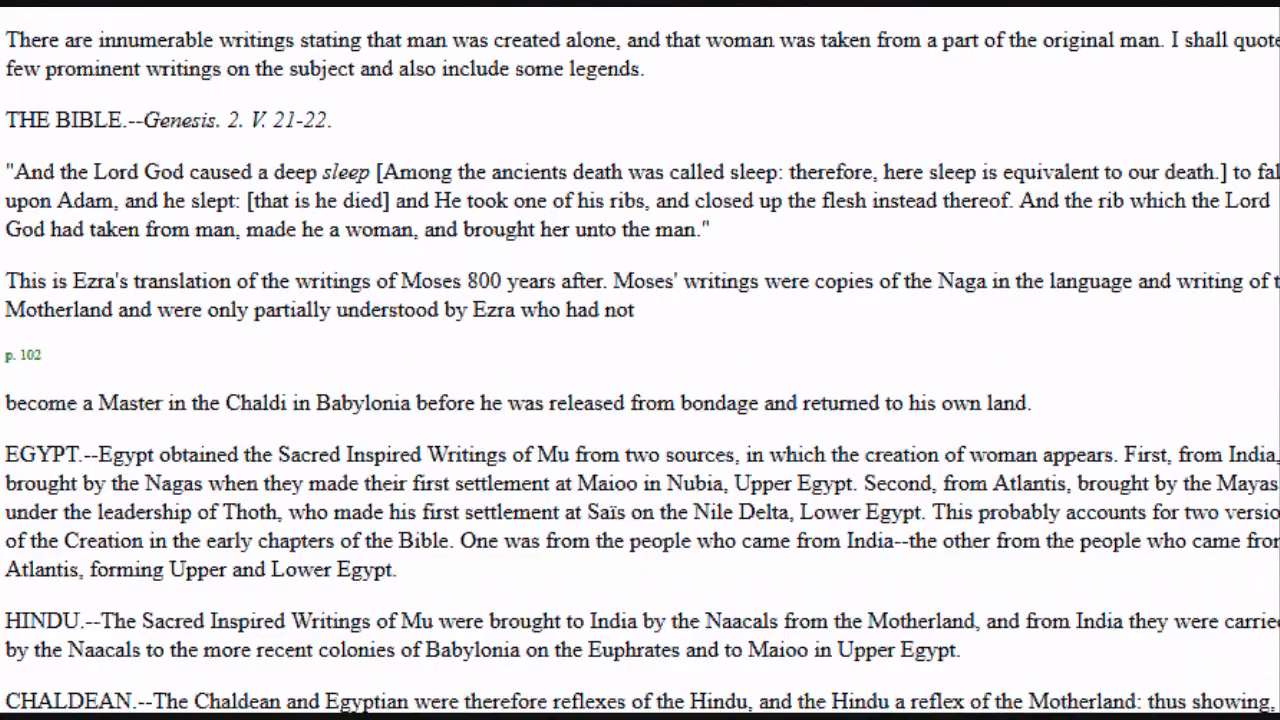 There are innumerable writings stating that man was created alone, and that woman was taken from a part of the original man. I shall quote
few prominent writings on the subject and also include some legends.
THE BIBLE.--Genesis. 2. V. 21-22.
"And the Lord God caused a deep sleep [Among the ancients death was called sleep: therefore, here sleep is equivalent to our death.] to fal
upon Adam, and he slept: [that is he died] and He took one of his ribs, and closed up the flesh instead thereof. And the rib which the Lord
God had taken from man, made he a woman, and brought her unto the man."
This is Ezra's translation of the writings of Moses 800 years after. Moses' writings were copies of the Naga in the language and writing of t
Motherland and were only partially understood by Ezra who had not
p. 102
become a Master in the Chaldi in Babylonia before he was released from bondage and returned to his own land.
EGYPT.--Egypt obtained the Sacred Inspired Writings of Mu from two sources, in which the creation of woman appears. First, from India,
brought by the Nagas when they made their first settlement at Maioo in Nubia, Upper Egypt. Second, from Atlantis, brought by the Mayas
under the leadership of Thoth, who made his first settlement at Saïs on the Nile Delta, Lower Egypt. This probably accounts for two versio
of the Creation in the early chapters of the Bible. One was from the people who came from India--the other from the people who came fror
Atlantis, forming Upper and Lower Egypt.
HINDU.--The Sacred Inspired Writings of Mu were brought to India by the Naacals from the Motherland, and from India they were carrie
by the Naacals to the more recent colonies of Babylonia on the Euphrates and to Maioo in Upper Egypt.
CHALDEAN.--The Chaldean and Egyptian were therefore reflexes of the Hindu, and the Hindu a reflex of the Motherland: thus showing,